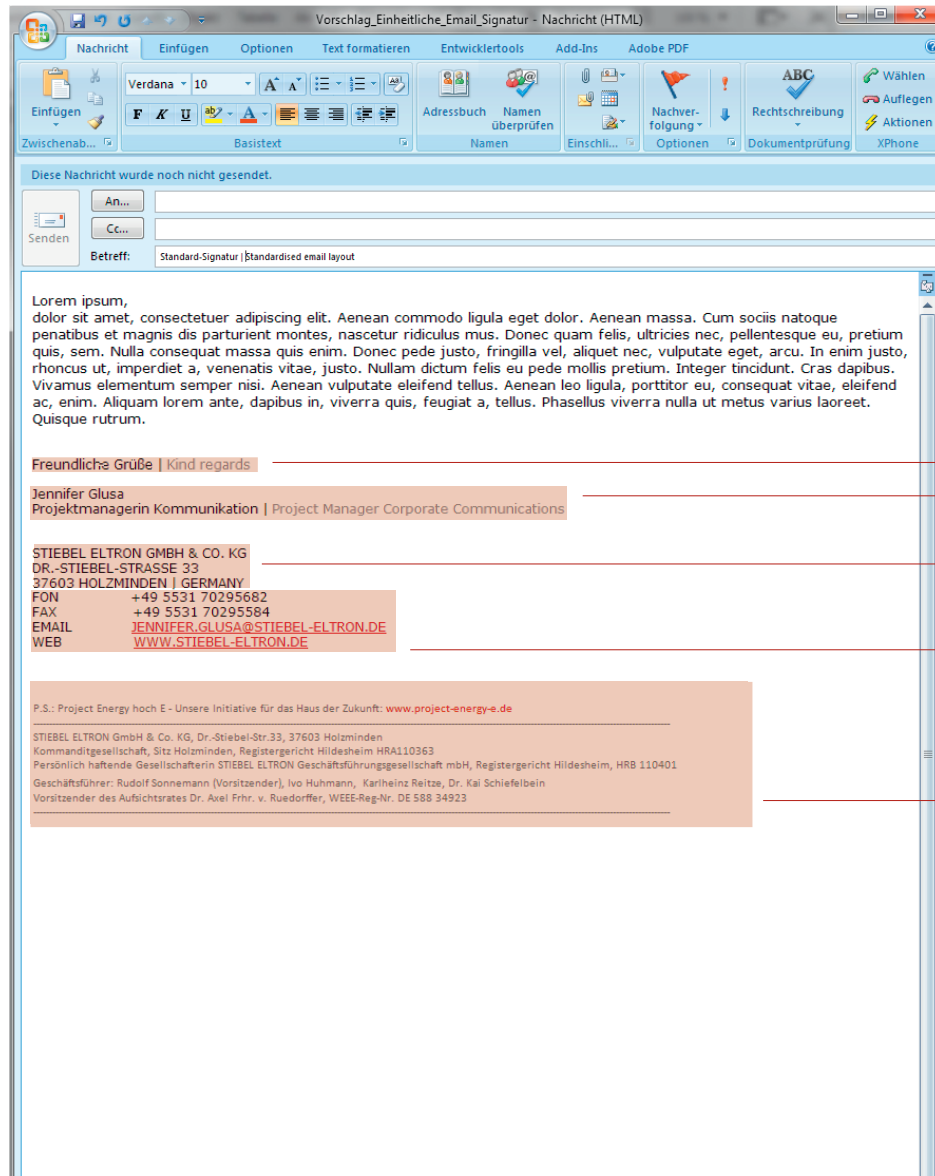 Vorschlag_Einheitliche_Email_Signatur - Nachricht (HTML)
Nachricht Einfügen Optionen Text formatieren Entwicklertools Add-Ins Adobe PDF
Einfügen
Verdana 10
F K U
Adressbuch
Namen überprüfen
Nachver-
folgung
ABC
Rechtschreibung
Wählen
Auflegen
Aktionen
Zwischenab... Basistext Namen Einschli... Optionen Dokumentprüfung XPhone
Diese Nachricht wurde noch nicht gesendet.
Senden
An...
Cc...
Betreff: Standard-Signatur | Standardised email layout
Lorem ipsum,
dolor sit amet, consectetuer adipiscing elit. Aenean commodo ligula eget dolor. Aenean massa. Cum sociis natoque
penatibus et magnis dis parturient montes, nascetur ridiculus mus. Donec quam felis, ultricies nec, pellentesque eu, pretium
quis, sem. Nulla consequat massa quis enim. Donec pede justo, fringilla vel, aliquet nec, vulputate eget, arcu. In enim justo,
rhoncus ut, imperdiet a, venenatis vitae, justo. Nullam dictum felis eu pede mollis pretium. Integer tincidunt. Cras dapibus.
Vivamus elementum semper nisi. Aenean vulputate eleifend tellus. Aenean leo ligula, porttitor eu, consequat vitae, eleifend
ac, enim. Aliquam lorem ante, dapibus in, viverra quis, feugiat a, tellus. Phasellus viverra nulla ut metus varius laoreet.
Quisque rutrum.
Freundliche Grüße | Kind regards
Jennifer Glusa
Projektmanagerin Kommunikation | Project Manager Corporate Communications
STIEBEL ELTRON GMBH & CO. KG
DR.-STIEBEL-STRASSE 33
37603 HOLZMINDEN | GERMANY
FON +49 5531 70295682
FAX +49 5531 70295584
EMAIL JENNIFER.GLUSA@STIEBEL-ELTRON.DE
WEB WWW.STIEBEL-ELTRON.DE
P.S.: Project Energy hoch E - Unsere Initiative für das Haus der Zukunft: www.project-energy-e.de
STIEBEL ELTRON GmbH & Co. KG, Dr.-Stiebel-Str.33, 37603 Holzminden
Kommanditgesellschaft, Sitz Holzminden, Registergericht Hildesheim HRA110363
Persönlich haftende Gesellschafterin STIEBEL ELTRON Geschäftsführungsgesellschaft mbH, Registergericht Hildesheim, HRB 110401
Geschäftsführer: Rudolf Sonnemann (Vorsitzender), Ivo Huhmann, Karlheinz Reitze, Dr. Kai Schiefelbein
Vorsitzender des Aufsichtsrates Dr. Axel Frhr. v. Ruedorffer, WEEE-Reg-Nr. DE 588 34923